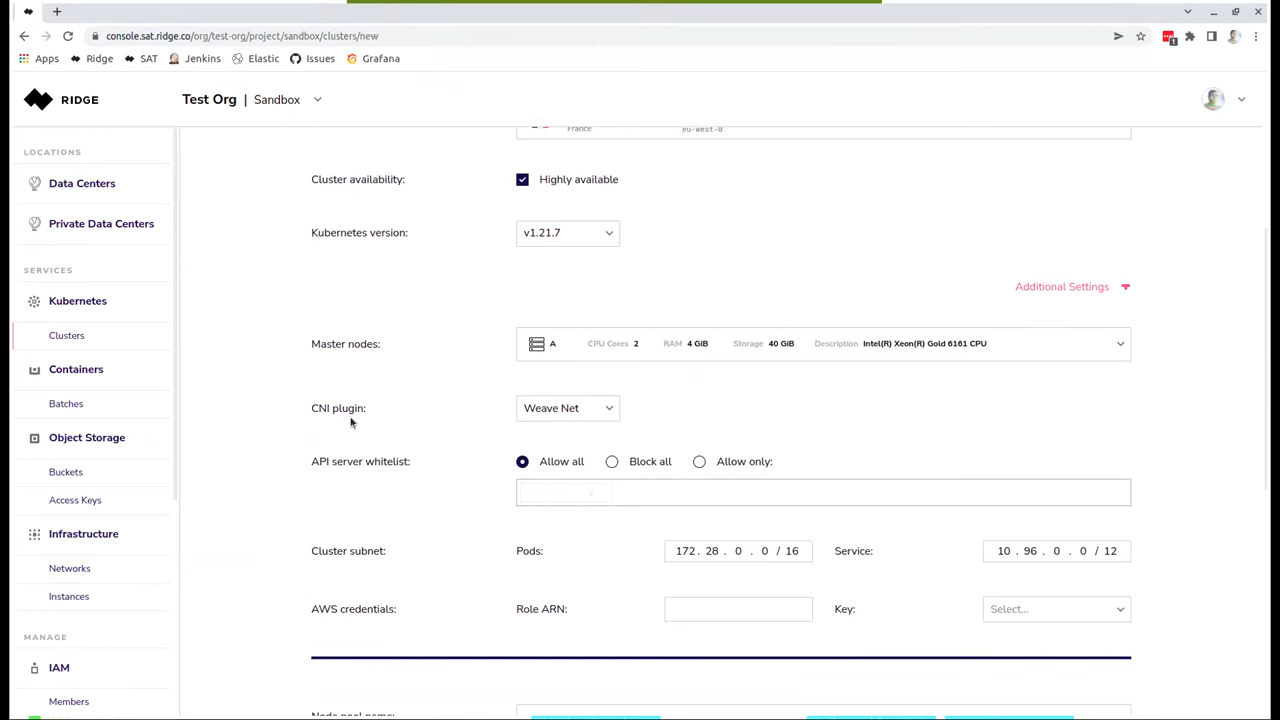 console.sat.ridge.co/org/test-org/project/sandbox/clusters/new
1
Apps Ridge SAT Jenkins Elastic Issues Grafana
RIDGE Test Org | Sandbox
LOCATIONS
Data Centers
Private Data Centers
SERVICES
Kubernetes
Clusters
Containers
Batches
Object Storage
Buckets
Access Keys
Infrastructure
Networks
Instances
MANAGE
IAM
Members
France eu-west-0
Cluster availability: Highly available
Kubernetes version: v1.21.7
Additional Settings
Master nodes: A CPU Cores 2 RAM 4 GiB Storage 40 GiB Description Intel(R) Xeon(R) Gold 6161 CPU
CNI plugin: Weave Net
API server whitelist: Allow all Block all Allow only:
/
Cluster subnet: Pods: 172. 28 . 0 . 0 / 16 Service: 10 . 96 . 0 . 0 / 12
AWS credentials: Role ARN: Key: Select...
Node pool name: